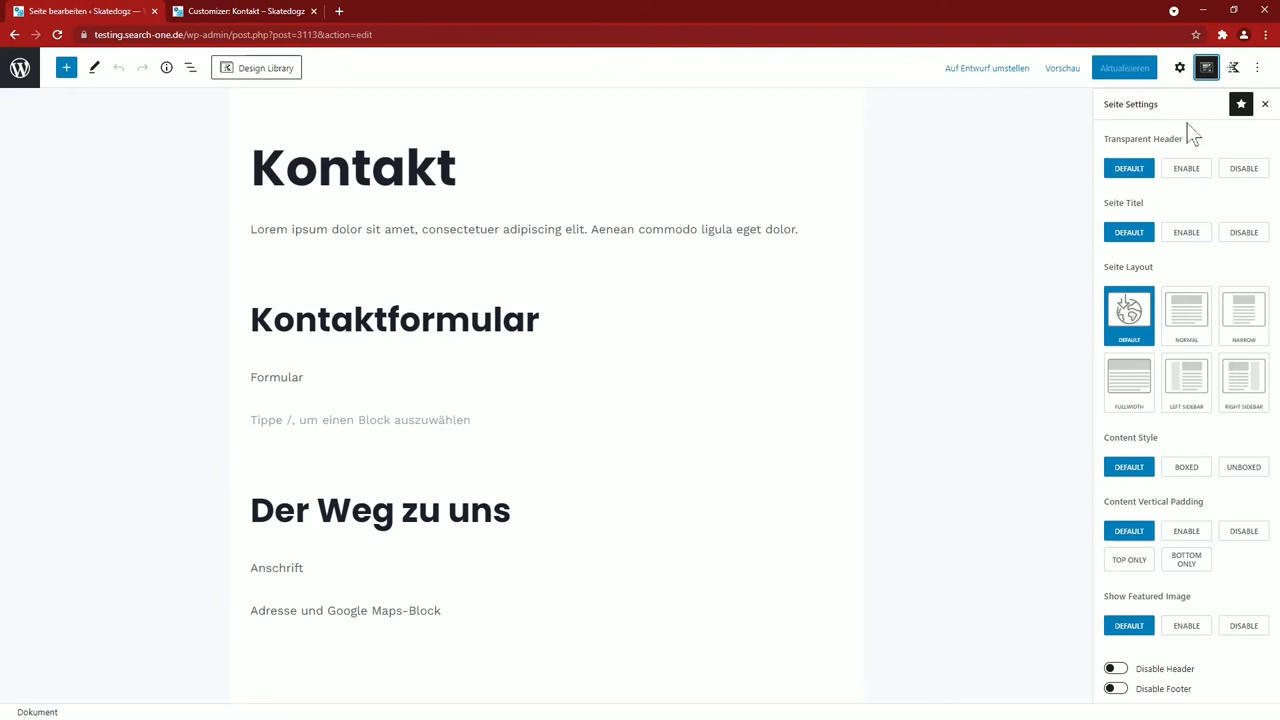 Seite bearbeiten ‹ Skatedogz — W
Customizer: Kontakt – Skatedogz
testing.search-one.de/wp-admin/post.php?post=3113&action=edit
Design Library
Auf Entwurf umstellen
Vorschau
Aktualisieren
Seite Settings
Transparent Header
DEFAULT
ENABLE
DISABLE
Seite Titel
DEFAULT
ENABLE
DISABLE
Seite Layout
DEFAULT
NORMAL
NARROW
FULLWIDTH
LEFT SIDEBAR
RIGHT SIDEBAR
Content Style
DEFAULT
BOXED
UNBOXED
Content Vertical Padding
DEFAULT
ENABLE
DISABLE
TOP ONLY
BOTTOM
ONLY
Show Featured Image
DEFAULT
ENABLE
DISABLE
Disable Header
Disable Footer
Kontakt
Lorem ipsum dolor sit amet, consectetuer adipiscing elit. Aenean commodo ligula eget dolor.
Kontaktformular
Formular
Tippe /, um einen Block auszuwählen
Der Weg zu uns
Anschrift
Adresse und Google Maps-Block
Dokument